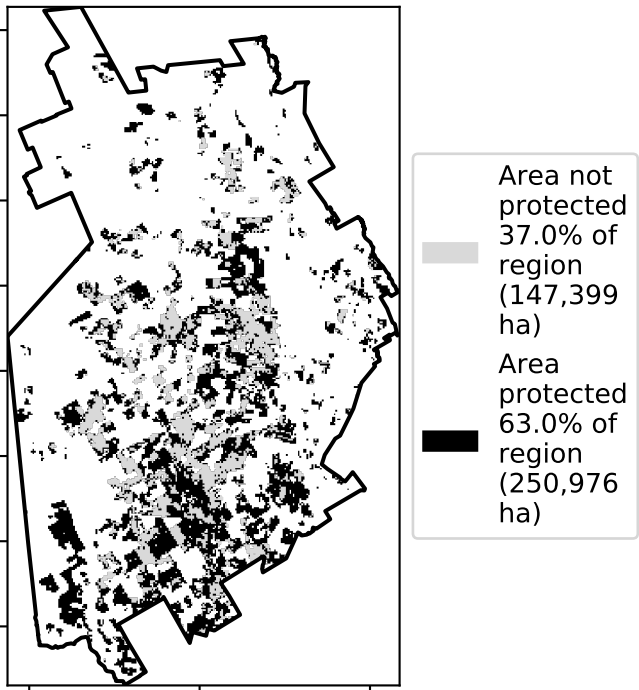 Area not
protected
37.0% of
region
(147,399
ha)
Area
protected
63.0% of
region
(250,976
ha)